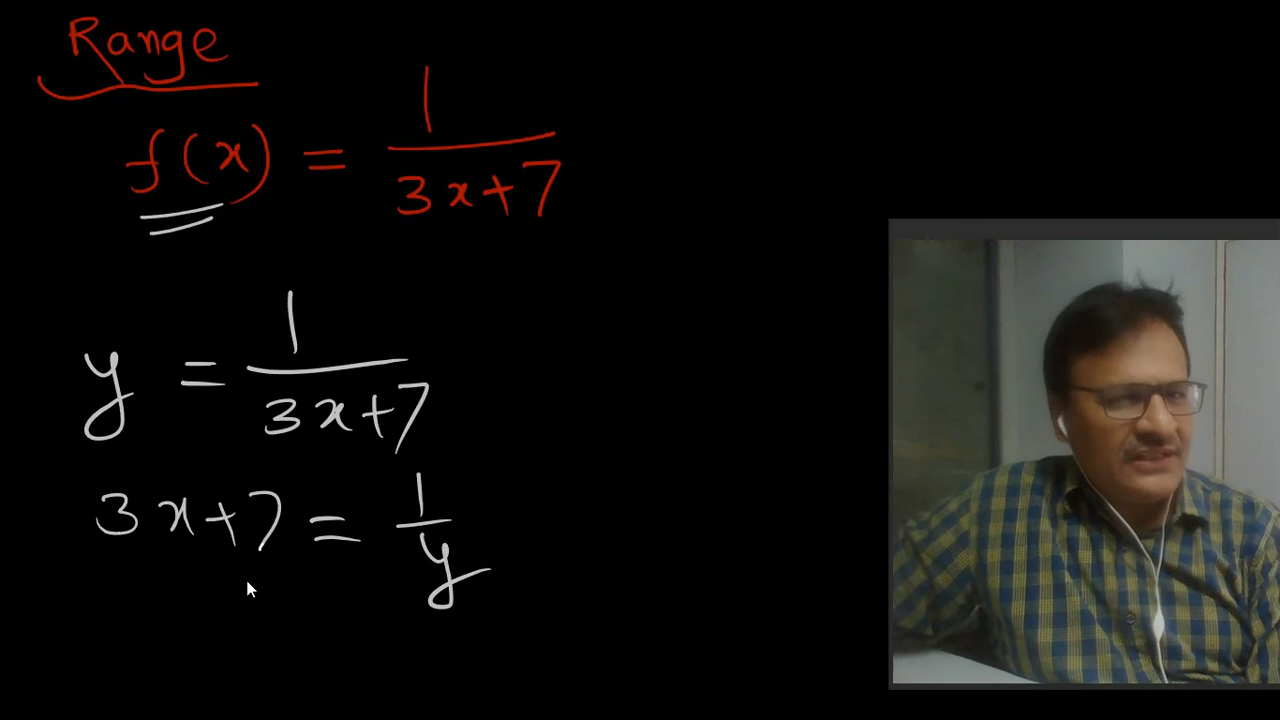 Range
f(x) = 1/(3x+7)
y = 1/(3x+7)
3x+7 = 1/y